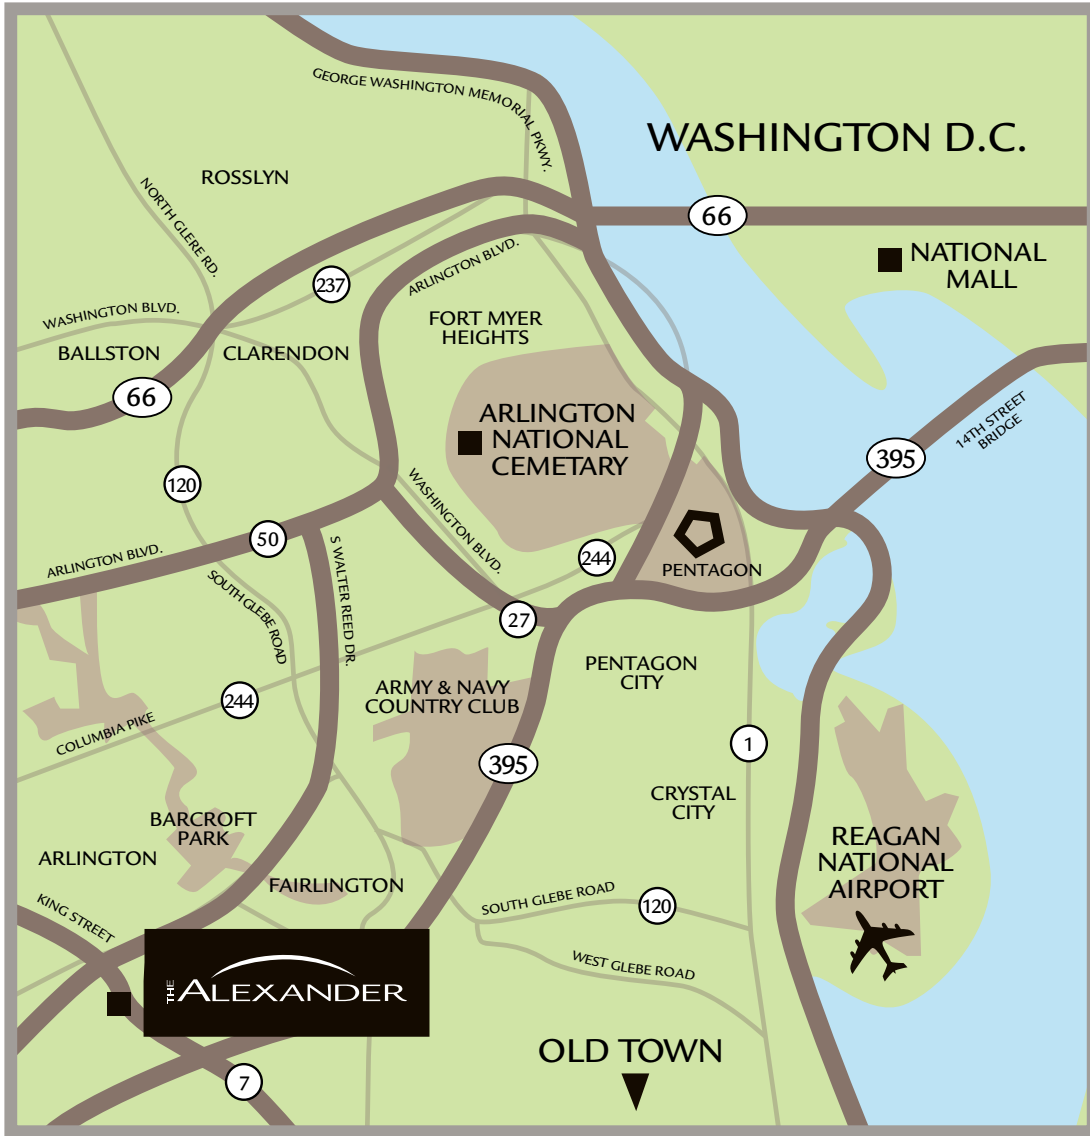 GEORGE WASHINGTON MEMORIAL PKWY.
WASHINGTON D.C.
ROSSLYN
NORTH GLERE RD.
66
NATIONAL
MALL
ARLINGTON BLVD.
237
WASHINGTON BLVD.
FORT MYER
HEIGHTS
BALLSTON
CLARENDON
66
ARLINGTON
NATIONAL
CEMETARY
14TH STREET
BRIDGE
395
120
WASHINGTON BLVD.
50
ARLINGTON BLVD.
244
PENTAGON
S WALTER REED DR.
SOUTH GLEBE ROAD
27
PENTAGON
CITY
ARMY & NAVY
COUNTRY CLUB
244
COLUMBIA PIKE
1
395
CRYSTAL
CITY
BARCROFT
PARK
REAGAN
NATIONAL
AIRPORT
ARLINGTON
FAIRLINGTON
SOUTH GLEBE ROAD
120
KING STREET
WEST GLEBE ROAD
THE ALEXANDER
OLD TOWN
7